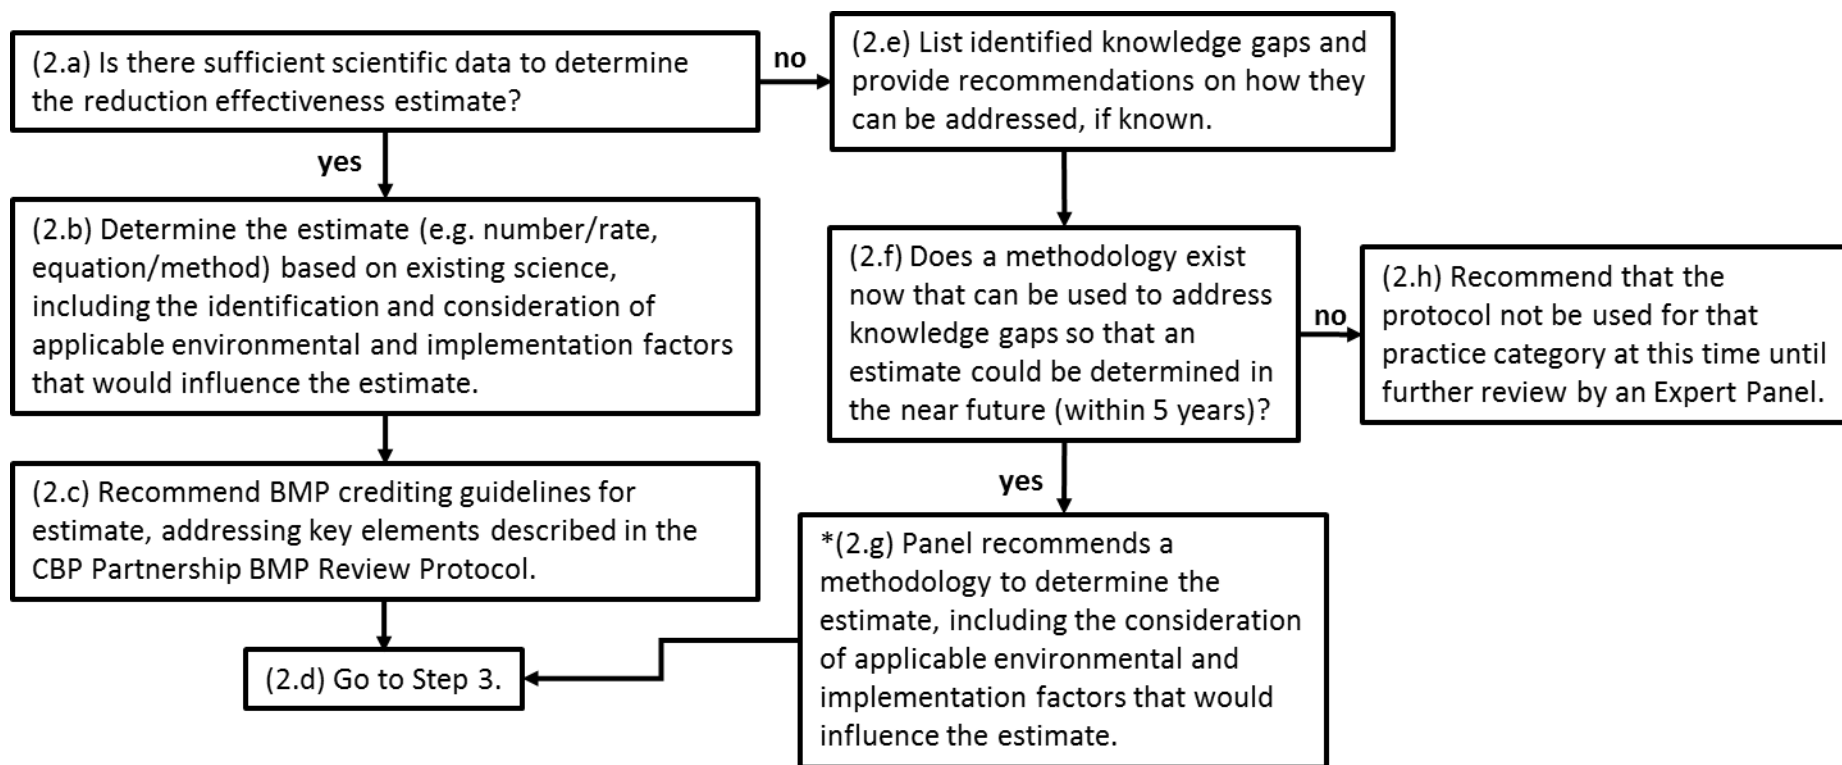 (2.a) Is there sufficient scientific data to determine
the reduction effectiveness estimate?
no
(2.e) List identified knowledge gaps and
provide recommendations on how they
can be addressed, if known.
yes
(2.b) Determine the estimate (e.g. number/rate,
equation/method) based on existing science,
including the identification and consideration of
applicable environmental and implementation factors
that would influence the estimate.
(2.f) Does a methodology exist
now that can be used to address
knowledge gaps so that an
estimate could be determined in
the near future (within 5 years)?
no
(2.h) Recommend that the
protocol not be used for that
practice category at this time until
further review by an Expert Panel.
(2.c) Recommend BMP crediting guidelines for
estimate, addressing key elements described in the
CBP Partnership BMP Review Protocol.
yes
*(2.g) Panel recommends a
methodology to determine the
estimate, including the consideration
of applicable environmental and
implementation factors that would
influence the estimate.
(2.d) Go to Step 3.